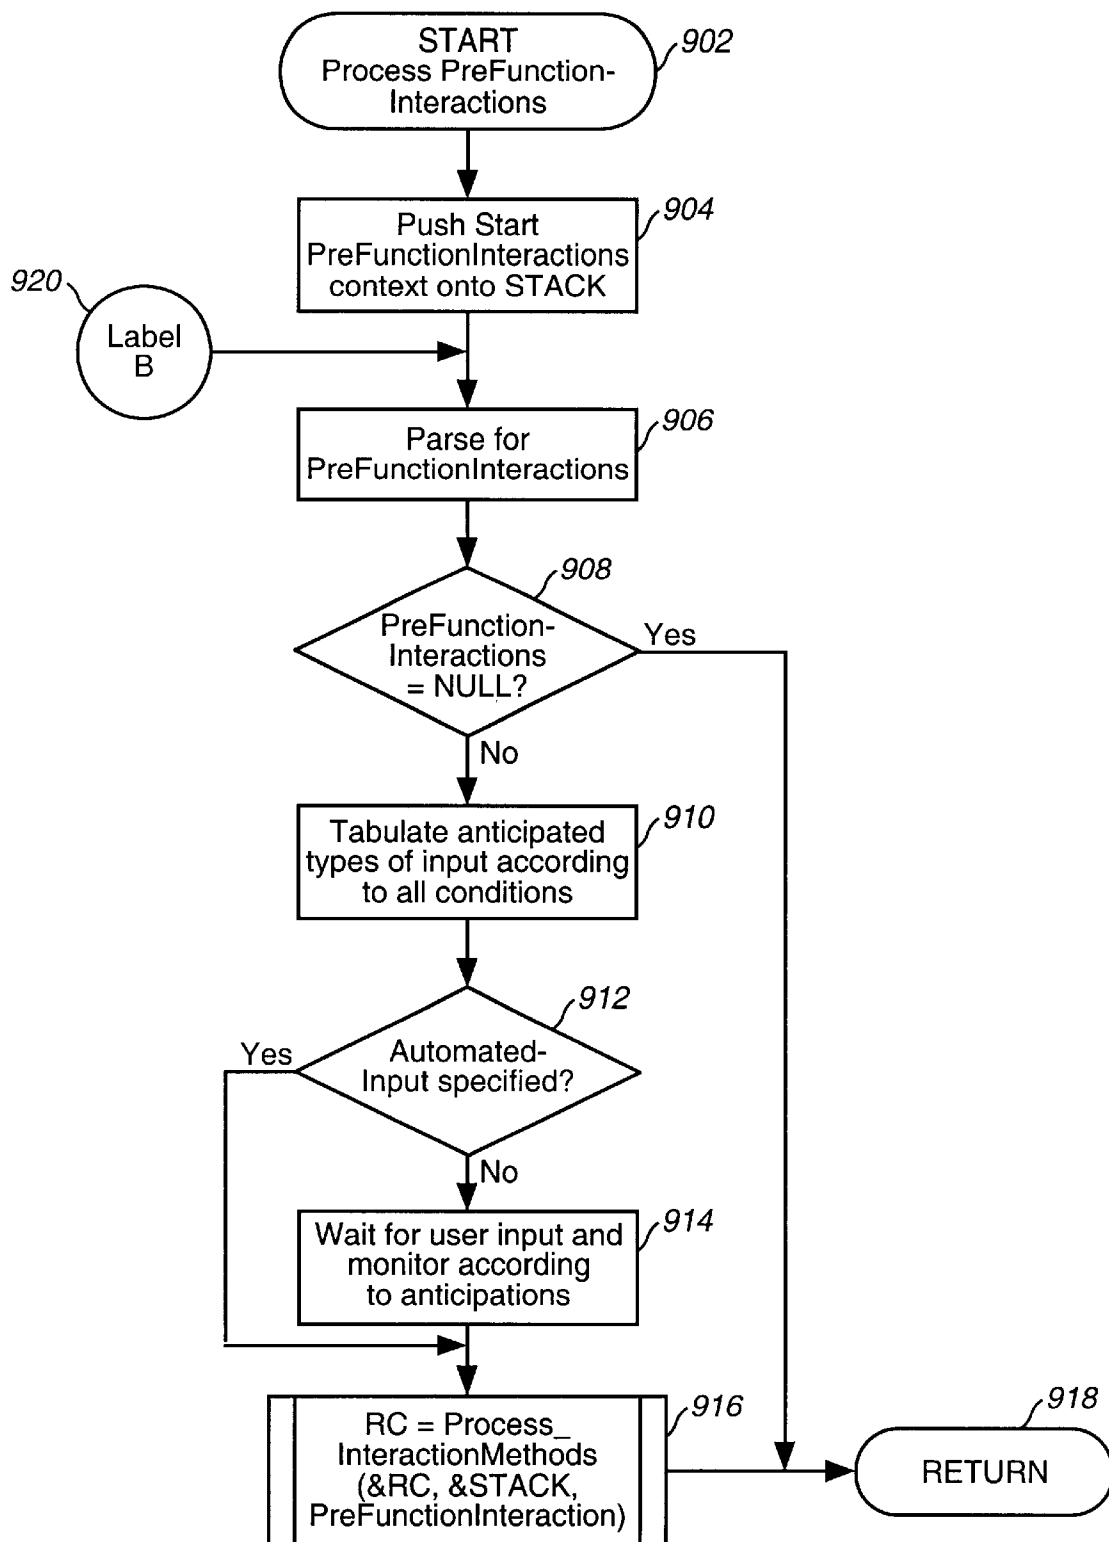 START
Process PreFunction-
Interactions
902
Push Start
PreFunctionInteractions
context onto STACK
904
920
Label
B
Parse for
PreFunctionInteractions
906
908
PreFunction-
Interactions
= NULL?
Yes
No
Tabulate anticipated
types of input according
to all conditions
910
912
Yes
Automated-
Input specified?
No
Wait for user input and
monitor according
to anticipations
914
RC = Process_
InteractionMethods
(&RC, &STACK,
PreFunctionInteraction)
916
918
RETURN